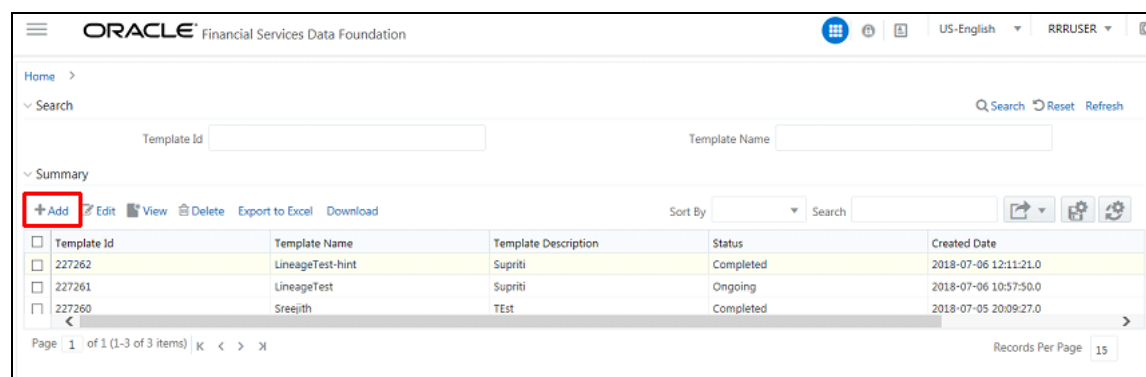 ORACLE® Financial Services Data Foundation US-English RRRUSER
Home >
Search Search Reset Refresh
Template Id Template Name
Summary
+Add Edit View Delete Export to Excel Download Sort By Search
Template Id Template Name Template Description Status Created Date
227262 LineageTest-hint Supriti Completed 2018-07-06 12:11:21.0
227261 LineageTest Supriti Ongoing 2018-07-06 10:57:50.0
227260 Sreejith TEst Completed 2018-07-05 20:09:27.0
Page 1 of 1 (1-3 of 3 items) Records Per Page 15